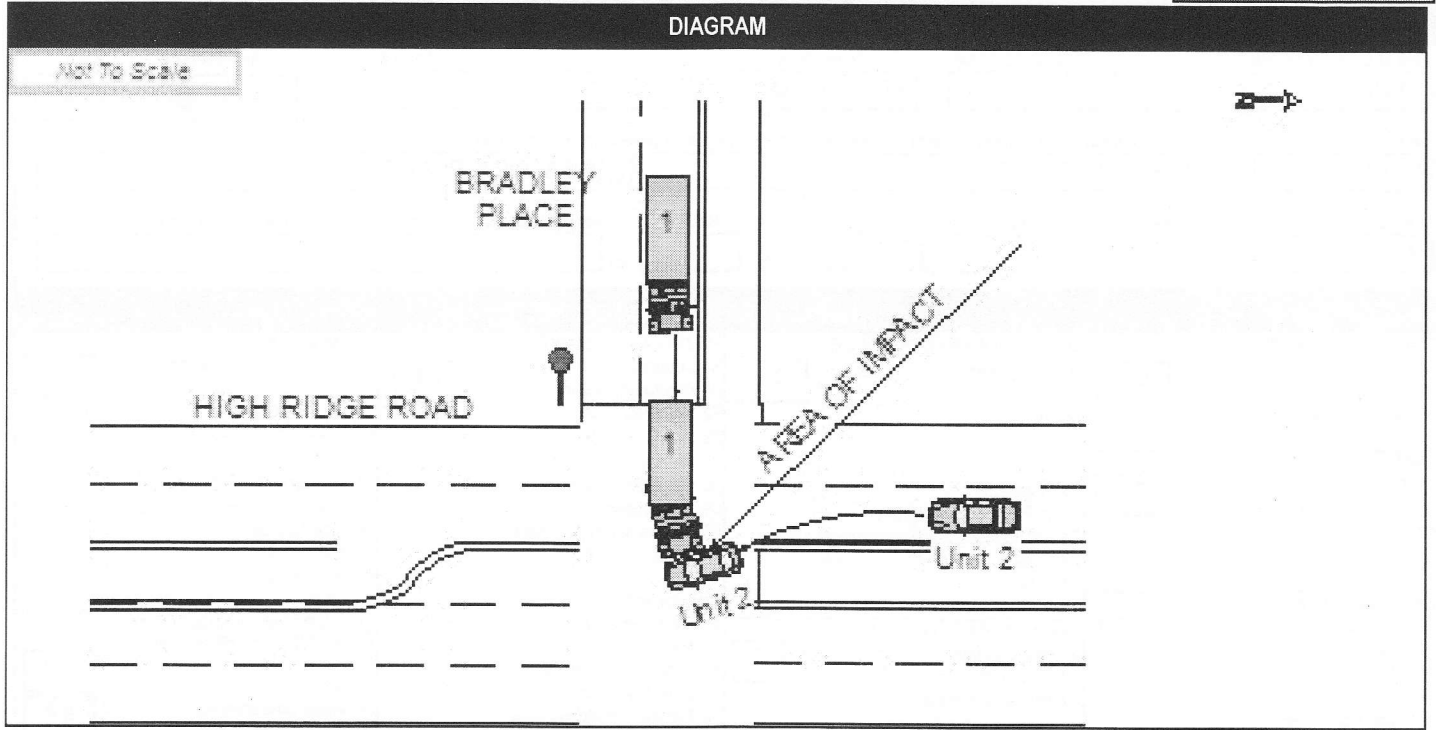 DIAGRAM
Not To Scale
BRADLEY
PLACE
1
HIGH RIDGE ROAD
1
AREA OF IMPACT
Unit 2
Unit 2